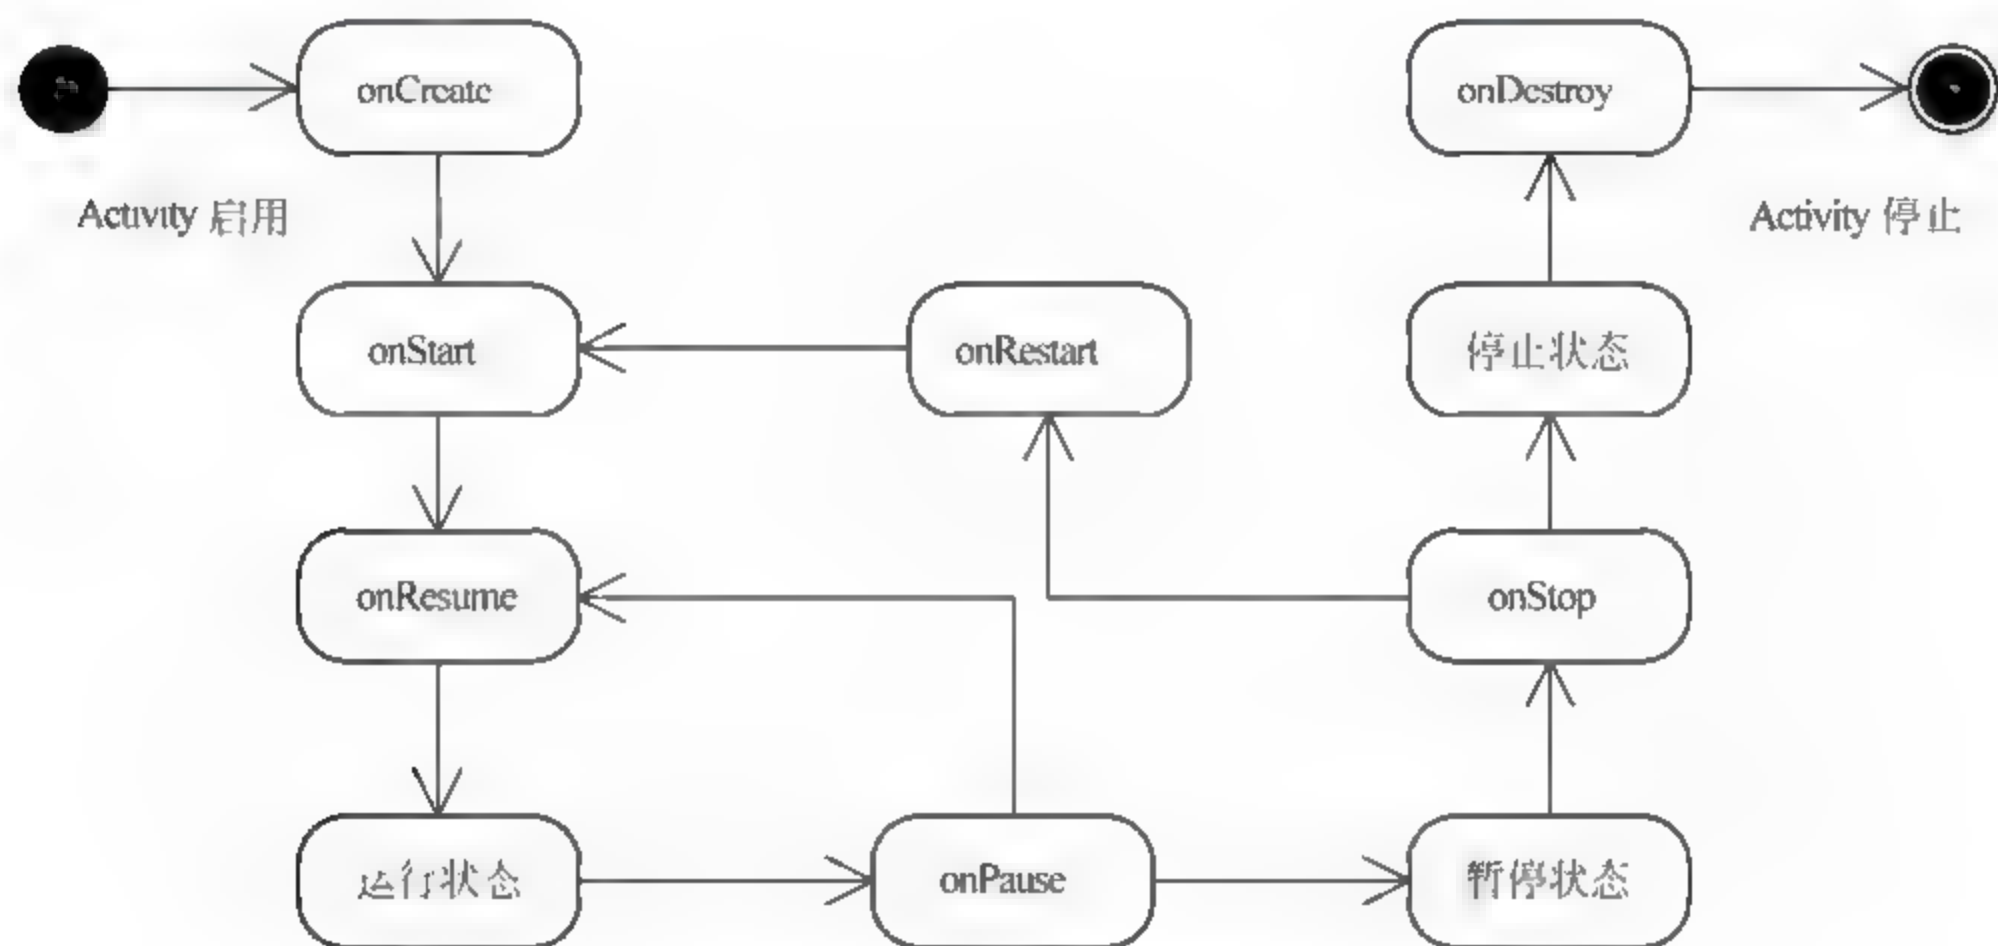 onCreate
onDestroy
Activity 启用
Activity 停止
onStart
onRestart
停止状态
onResume
onStop
运行状态
onPause
暂停状态